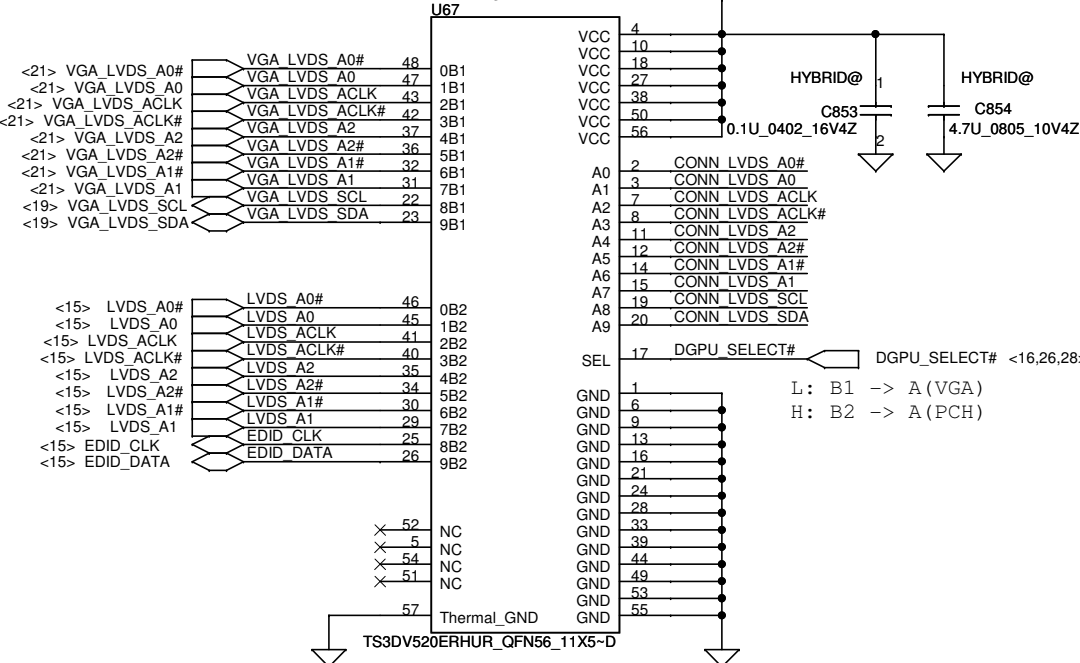 U67
<21> VGA_LVDS_A0# VGA_LVDS_A0# 48 0B1
<21> VGA_LVDS_A0 VGA_LVDS_A0 47 1B1
<21> VGA_LVDS_ACLK VGA_LVDS_ACLK 43 2B1
<21> VGA_LVDS_ACLK# VGA_LVDS_ACLK# 42 3B1
<21> VGA_LVDS_A2 VGA_LVDS_A2 37 4B1
<21> VGA_LVDS_A2# VGA_LVDS_A2# 36 5B1
<21> VGA_LVDS_A1# VGA_LVDS_A1# 32 6B1
<21> VGA_LVDS_A1 VGA_LVDS_A1 31 7B1
<19> VGA_LVDS_SCL VGA_LVDS_SCL 22 8B1
<19> VGA_LVDS_SDA VGA_LVDS_SDA 23 9B1
<15> LVDS_A0# LVDS_A0# 46 0B2
<15> LVDS_A0 LVDS_A0 45 1B2
<15> LVDS_ACLK LVDS_ACLK 41 2B2
<15> LVDS_ACLK# LVDS_ACLK# 40 3B2
<15> LVDS_A2 LVDS_A2 35 4B2
<15> LVDS_A2# LVDS_A2# 34 5B2
<15> LVDS_A1# LVDS_A1# 30 6B2
<15> LVDS_A1 LVDS_A1 29 7B2
<15> EDID_CLK EDID_CLK 25 8B2
<15> EDID_DATA EDID_DATA 26 9B2
52 NC
5 NC
54 NC
51 NC
57 Thermal_GND
VCC 4
VCC 10
VCC 18
VCC 27
VCC 38
VCC 50
VCC 56
HYBRID@ 1
C853
0.1U_0402_16V4Z
2
HYBRID@
C854
4.7U_0805_10V4Z
A0 2 CONN_LVDS_A0#
A1 3 CONN_LVDS_A0
A2 7 CONN_LVDS_ACLK
A3 8 CONN_LVDS_ACLK#
A4 11 CONN_LVDS_A2
A5 12 CONN_LVDS_A2#
A6 14 CONN_LVDS_A1#
A7 15 CONN_LVDS_A1
A8 19 CONN_LVDS_SCL
A9 20 CONN_LVDS_SDA
SEL 17 DGPU_SELECT# DGPU_SELECT# <16,26,28
L: B1 -> A(VGA)
H: B2 -> A(PCH)
GND 1
GND 6
GND 9
GND 13
GND 16
GND 21
GND 24
GND 28
GND 33
GND 39
GND 44
GND 49
GND 53
GND 55
TS3DV520ERHUR_QFN56_11X5~D